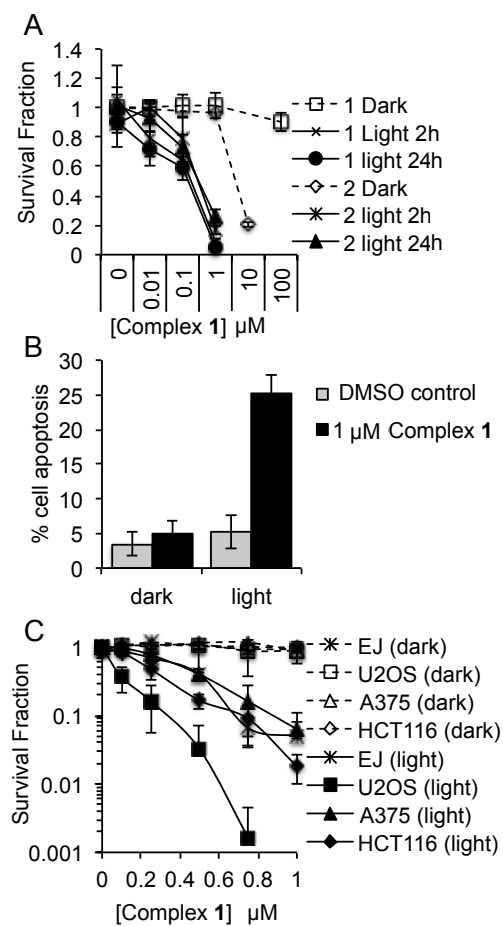 A
Survival Fraction
1.4
1.2
1.0
0.8
0.6
0.4
0.2
0
0
0.01
0.1
1
10
100
[Complex 1] µM
1 Dark
1 Light 2h
1 light 24h
2 Dark
2 light 2h
2 light 24h
B
% cell apoptosis
30
25
20
15
10
5
0
dark
light
DMSO control
1 µM Complex 1
C
Survival Fraction
1
0.1
0.01
0.001
0
0.2
0.4
0.6
0.8
1
[Complex 1] µM
EJ (dark)
U2OS (dark)
A375 (dark)
HCT116 (dark)
EJ (light)
U2OS (light)
A375 (light)
HCT116 (light)